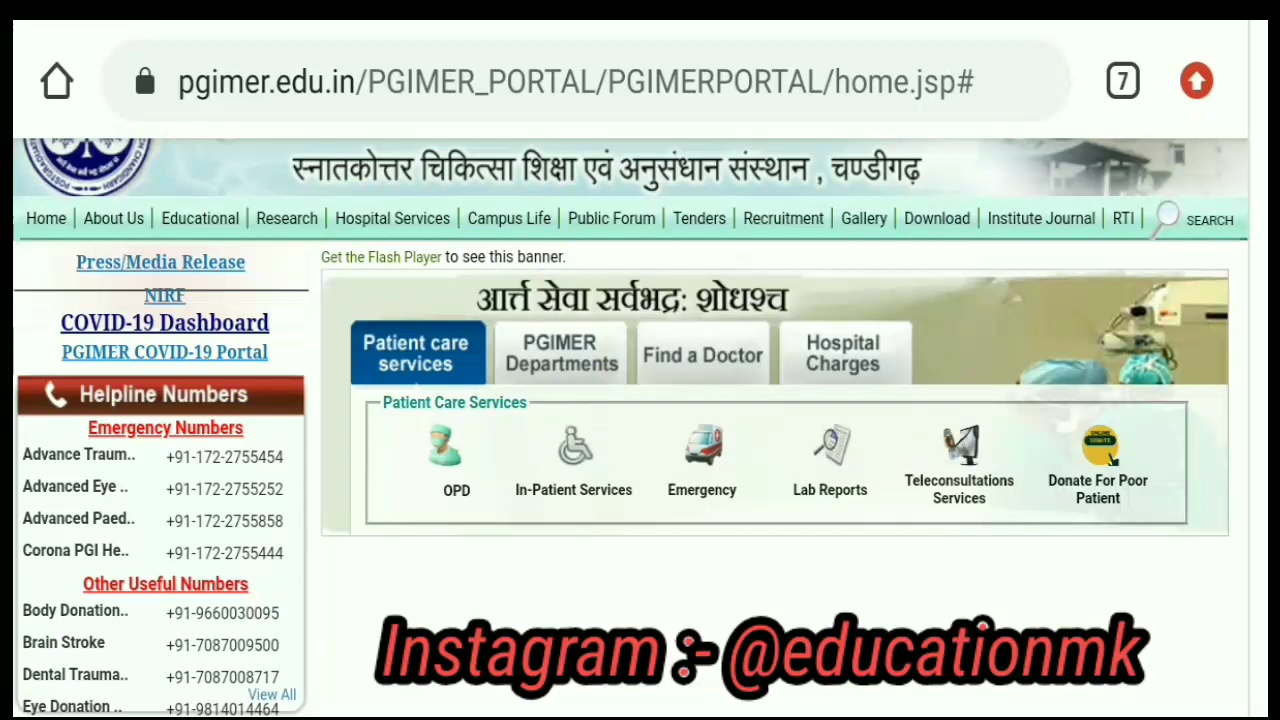 pgimer.edu.in/PGIMER_PORTAL/PGIMERPORTAL/home.jsp#
7
स्नातकोत्तर चिकित्सा शिक्षा एवं अनुसंधान संस्थान , चण्डीगढ़
Home | About Us | Educational | Research | Hospital Services | Campus Life | Public Forum | Tenders | Recruitment | Gallery | Download | Institute Journal | RTI | SEARCH
Press/Media Release
NIRF
COVID-19 Dashboard
PGIMER COVID-19 Portal
Helpline Numbers
Emergency Numbers
Advance Traum.. +91-172-2755454
Advanced Eye .. +91-172-2755252
Advanced Paed.. +91-172-2755858
Corona PGI He.. +91-172-2755444
Other Useful Numbers
Body Donation.. +91-9660030095
Brain Stroke +91-7087009500
Dental Trauma.. +91-7087008717
View All
Eye Donation .. +91-9814014464
Get the Flash Player to see this banner.
आर्त्त सेवा सर्वभद्र: शोधश्च
Patient care services
PGIMER Departments
Find a Doctor
Hospital Charges
Patient Care Services
OPD
In-Patient Services
Emergency
Lab Reports
Teleconsultations Services
ONLINE DONATE
Donate For Poor Patient
Instagram :- @educationmk